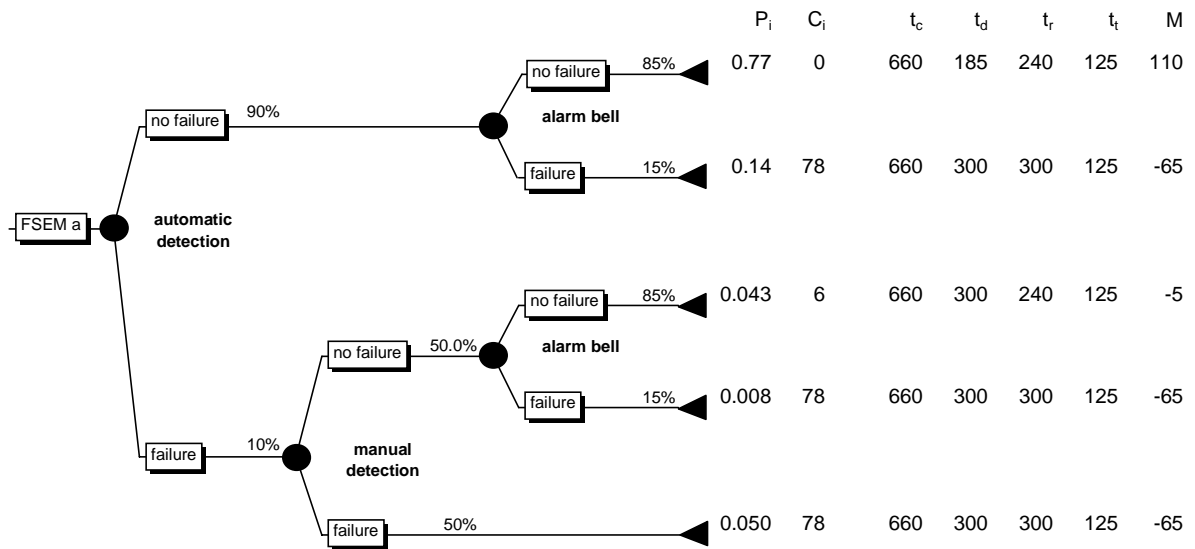 Pi Ci tc td tr tt M
no failure 85% 0.77 0 660 185 240 125 110
no failure 90% alarm bell
failure 15% 0.14 78 660 300 300 125 -65
FSEM a automatic
detection
no failure 85% 0.043 6 660 300 240 125 -5
no failure 50.0% alarm bell
failure 15% 0.008 78 660 300 300 125 -65
failure 10% manual
detection
failure 50% 0.050 78 660 300 300 125 -65